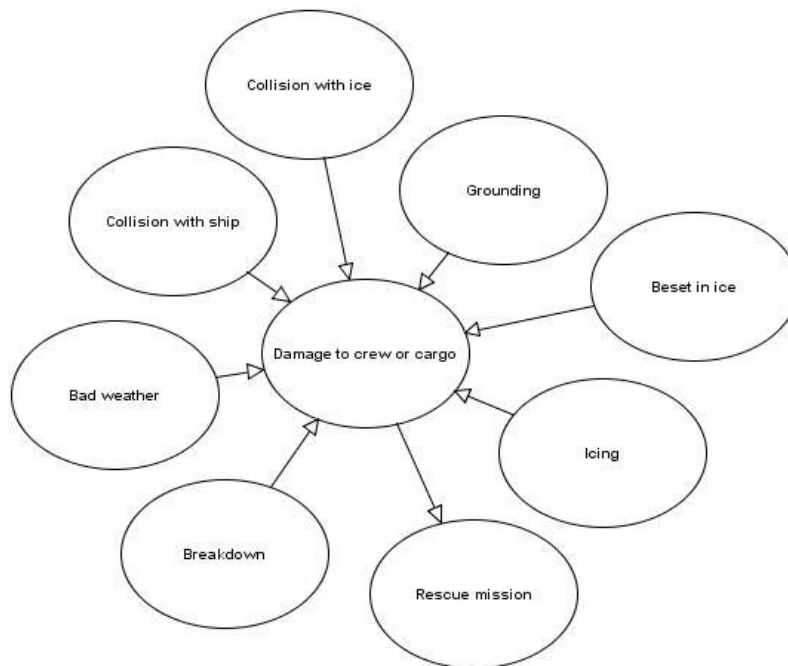 Collision with ice
Grounding
Collision with ship
Beset in ice
Damage to crew or cargo
Bad weather
Icing
Breakdown
Rescue mission